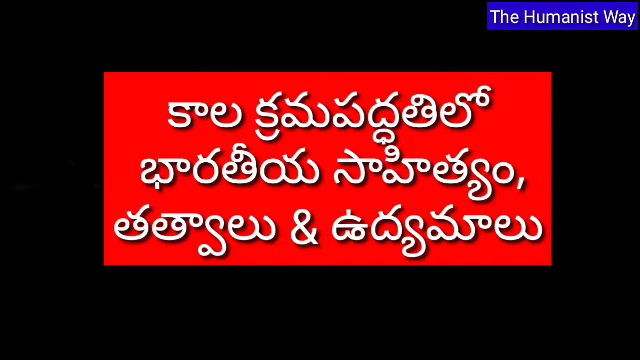 The Humanist Way
కాల క్రమపద్ధతిలో
భారతీయ సాహిత్యం,
తత్వాలు & ఉద్యమాలు